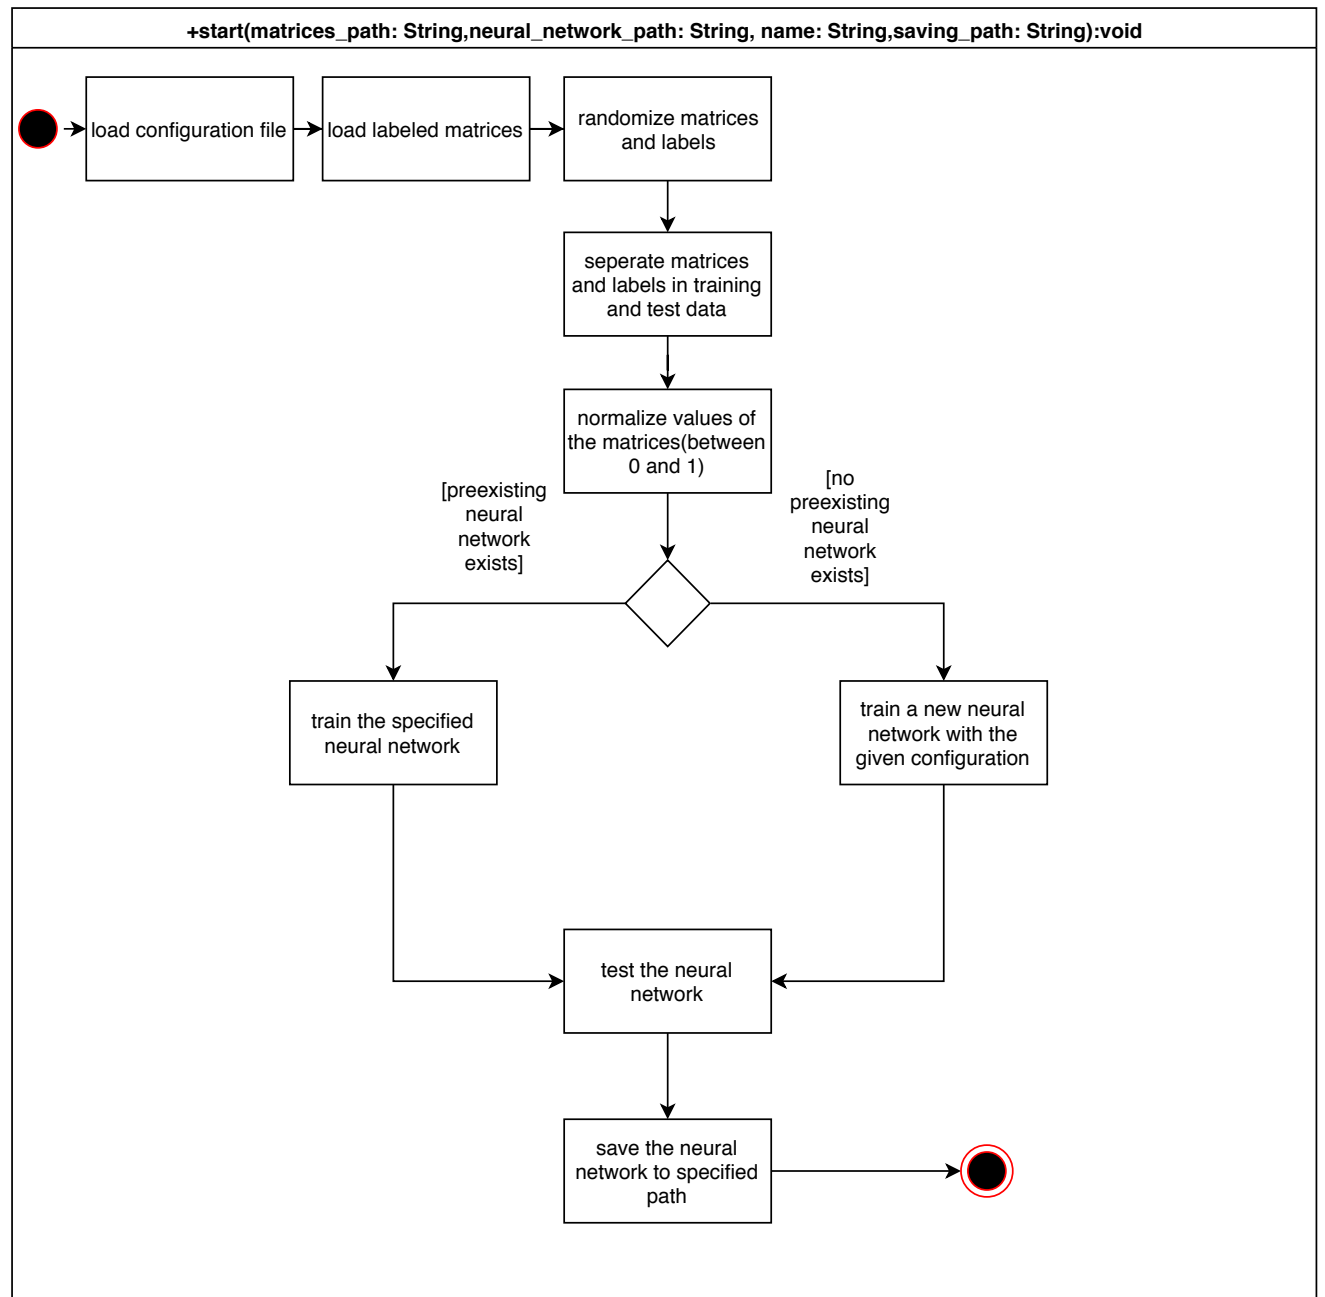 +start(matrices_path: String,neural_network_path: String, name: String,saving_path: String):void
load configuration file
load labeled matrices
randomize matrices
and labels
seperate matrices
and labels in training
and test data
normalize values of
the matrices(between
0 and 1)
[preexisting
neural
network
exists]
[no
preexisting
neural
network
exists]
train the specified
neural network
train a new neural
network with the
given configuration
test the neural
network
save the neural
network to specified
path